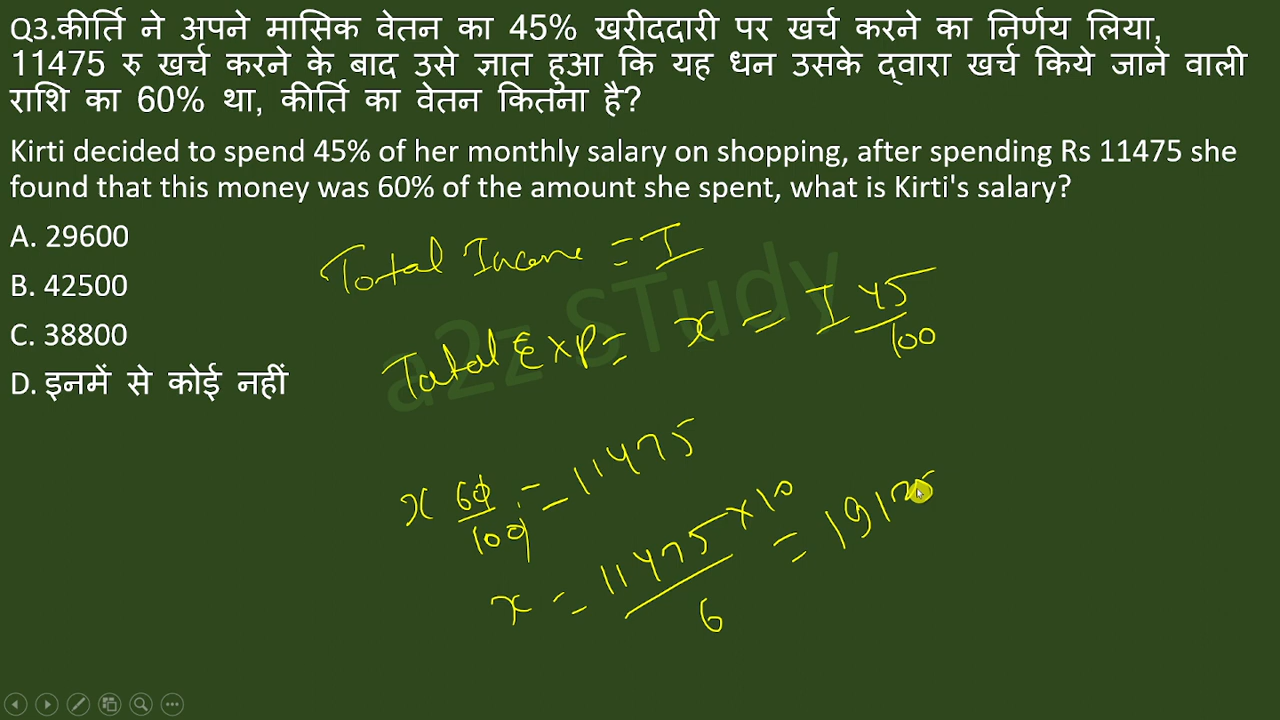 Q3.कीर्ति ने अपने मासिक वेतन का 45% खरीददारी पर खर्च करने का निर्णय लिया,
11475 रु खर्च करने के बाद उसे ज्ञात हुआ कि यह धन उसके द्वारा खर्च किये जाने वाली
राशि का 60% था, कीर्ति का वेतन कितना है?
Kirti decided to spend 45% of her monthly salary on shopping, after spending Rs 11475 she
found that this money was 60% of the amount she spent, what is Kirti's salary?
A. 29600
B. 42500
C. 38800
D. इनमें से कोई नहीं
Total Income = I
Total Exp = x = I 45/100
a2z STudy
x 60/100 = 11475
x = 11475 × 10 / 6 = 19125